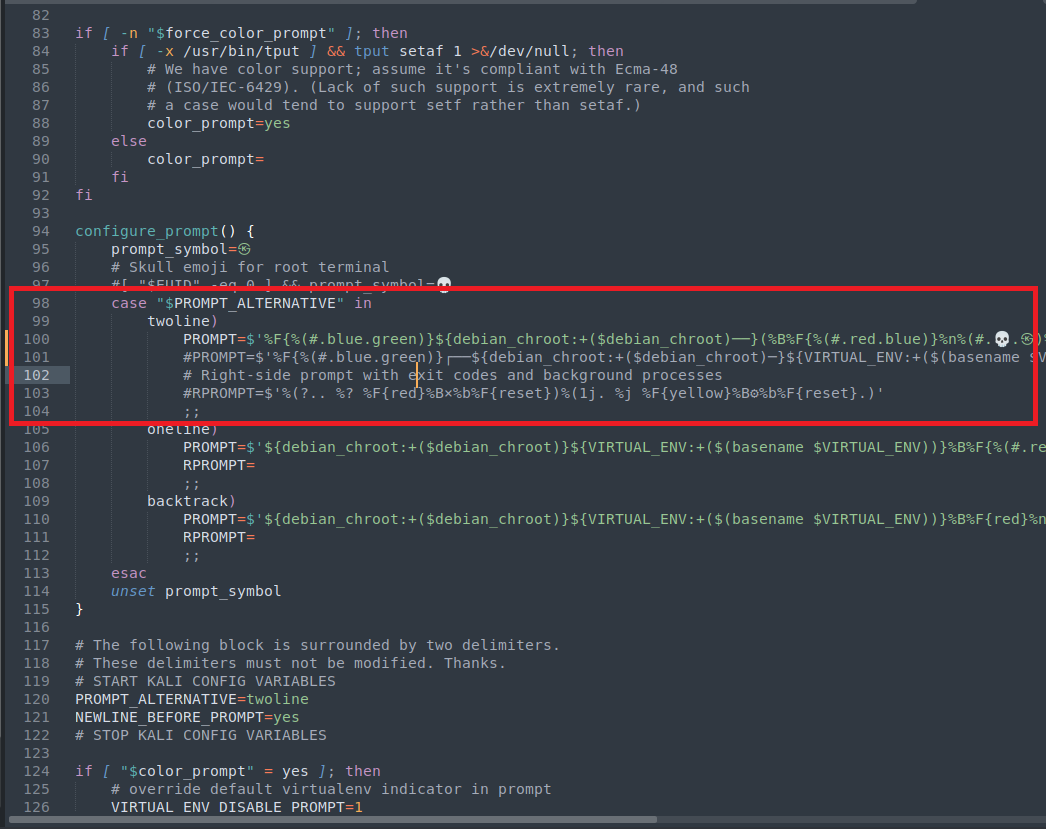 82
83 if [ -n "$force_color_prompt" ]; then
84     if [ -x /usr/bin/tput ] && tput setaf 1 >&/dev/null; then
85         # We have color support; assume it's compliant with Ecma-48
86         # (ISO/IEC-6429). (Lack of such support is extremely rare, and such
87         # a case would tend to support setf rather than setaf.)
88         color_prompt=yes
89     else
90         color_prompt=
91     fi
92 fi
93
94 configure_prompt() {
95     prompt_symbol=㉿
96     # Skull emoji for root terminal
97     #[ "$EUID" -eq 0 ] && prompt_symbol=💀
98     case "$PROMPT_ALTERNATIVE" in
99         twoline)
100             PROMPT=$'%F{%(#.blue.green)}${debian_chroot:+($debian_chroot)──}(%B%F{%(#.red.blue)}%n%(#.💀.㉿)%
101             #PROMPT=$'%F{%(#.blue.green)}┌──${debian_chroot:+($debian_chroot)─}${VIRTUAL_ENV:+($(basename $V
102             # Right-side prompt with exit codes and background processes
103             #RPROMPT=$'%(?.. %? %F{red}%B⨯%b%F{reset})%(1j. %j %F{yellow}%B⚙%b%F{reset}.)'
104             ;;
105         oneline)
106             PROMPT=$'${debian_chroot:+($debian_chroot)}${VIRTUAL_ENV:+($(basename $VIRTUAL_ENV))}%B%F{%(#.re
107             RPROMPT=
108             ;;
109         backtrack)
110             PROMPT=$'${debian_chroot:+($debian_chroot)}${VIRTUAL_ENV:+($(basename $VIRTUAL_ENV))}%B%F{red}%n
111             RPROMPT=
112             ;;
113     esac
114     unset prompt_symbol
115 }
116
117 # The following block is surrounded by two delimiters.
118 # These delimiters must not be modified. Thanks.
119 # START KALI CONFIG VARIABLES
120 PROMPT_ALTERNATIVE=twoline
121 NEWLINE_BEFORE_PROMPT=yes
122 # STOP KALI CONFIG VARIABLES
123
124 if [ "$color_prompt" = yes ]; then
125     # override default virtualenv indicator in prompt
126     VIRTUAL_ENV_DISABLE_PROMPT=1